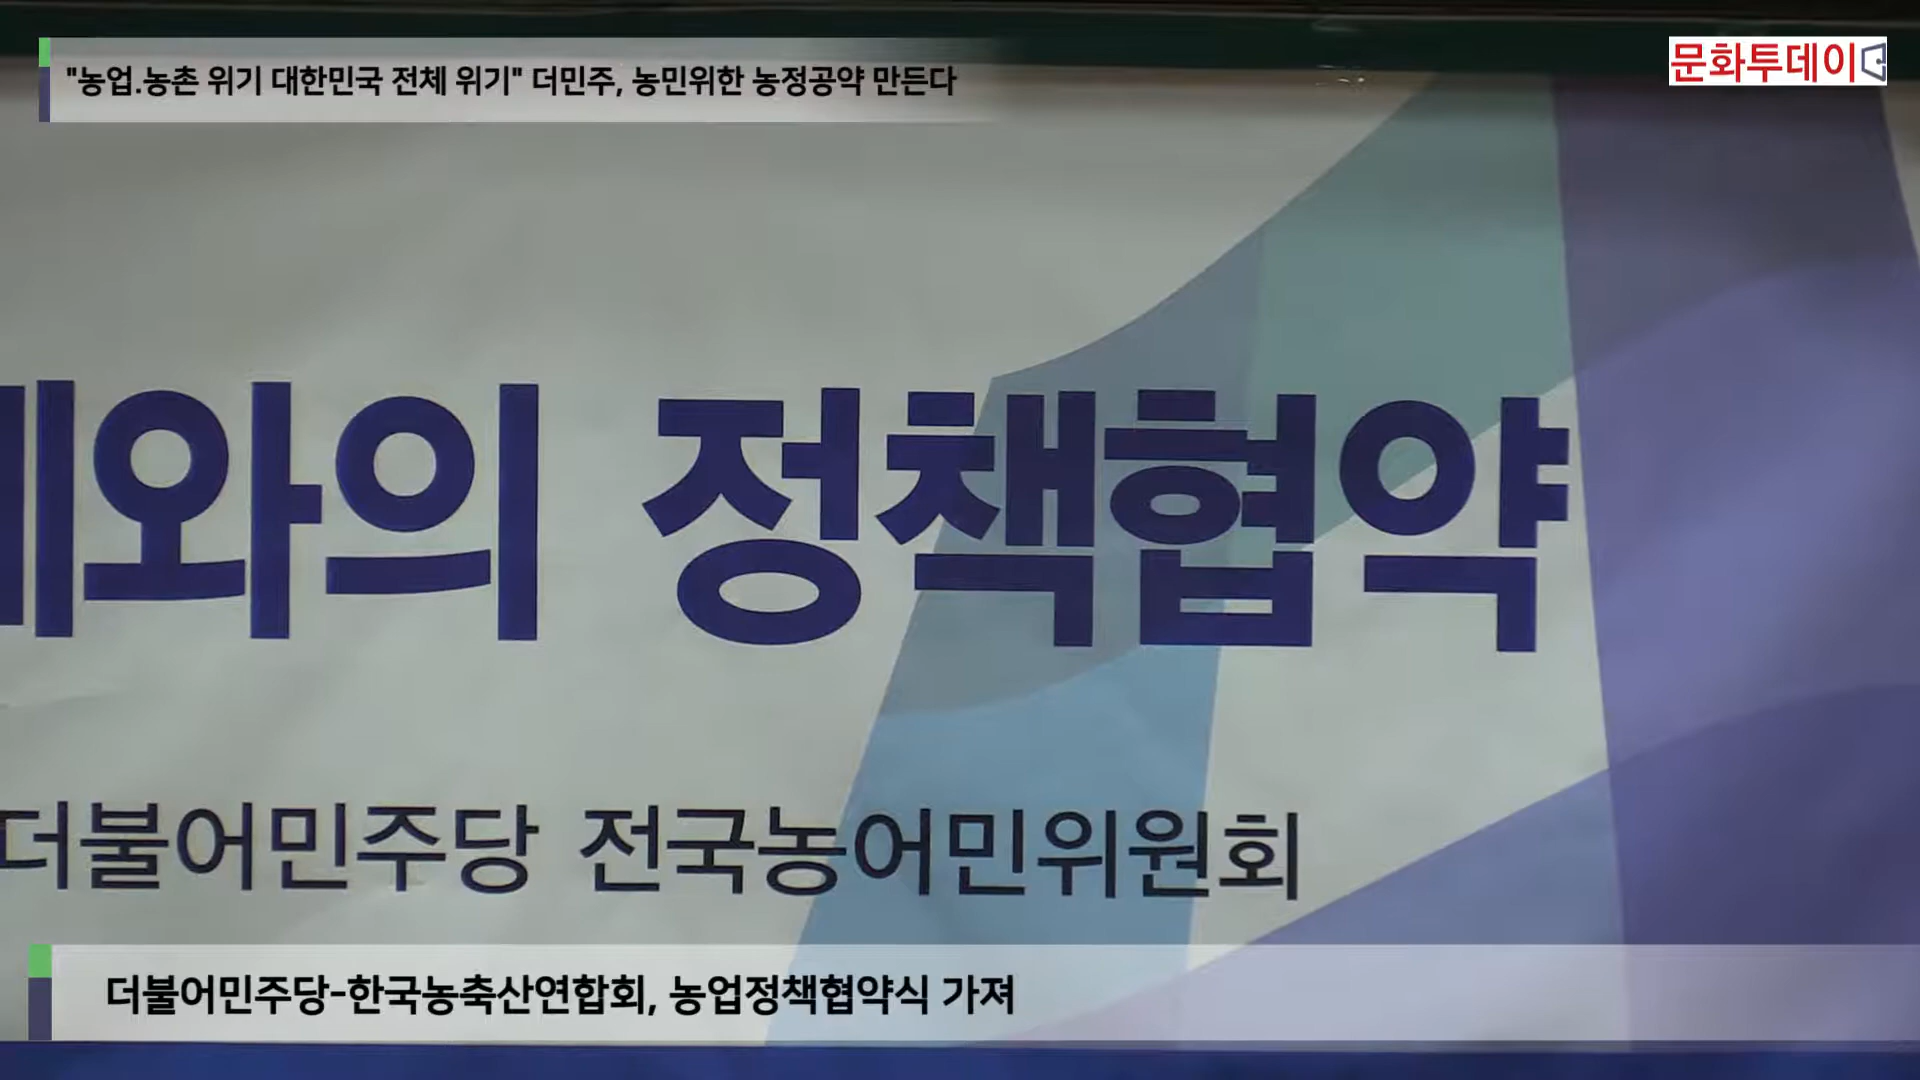 "농업.농촌 위기 대한민국 전체 위기" 더민주, 농민위한 농정공약 만든다
문화투데이
와의 정책협약
더불어민주당 전국농어민위원회
더불어민주당-한국농축산연합회, 농업정책협약식 가져